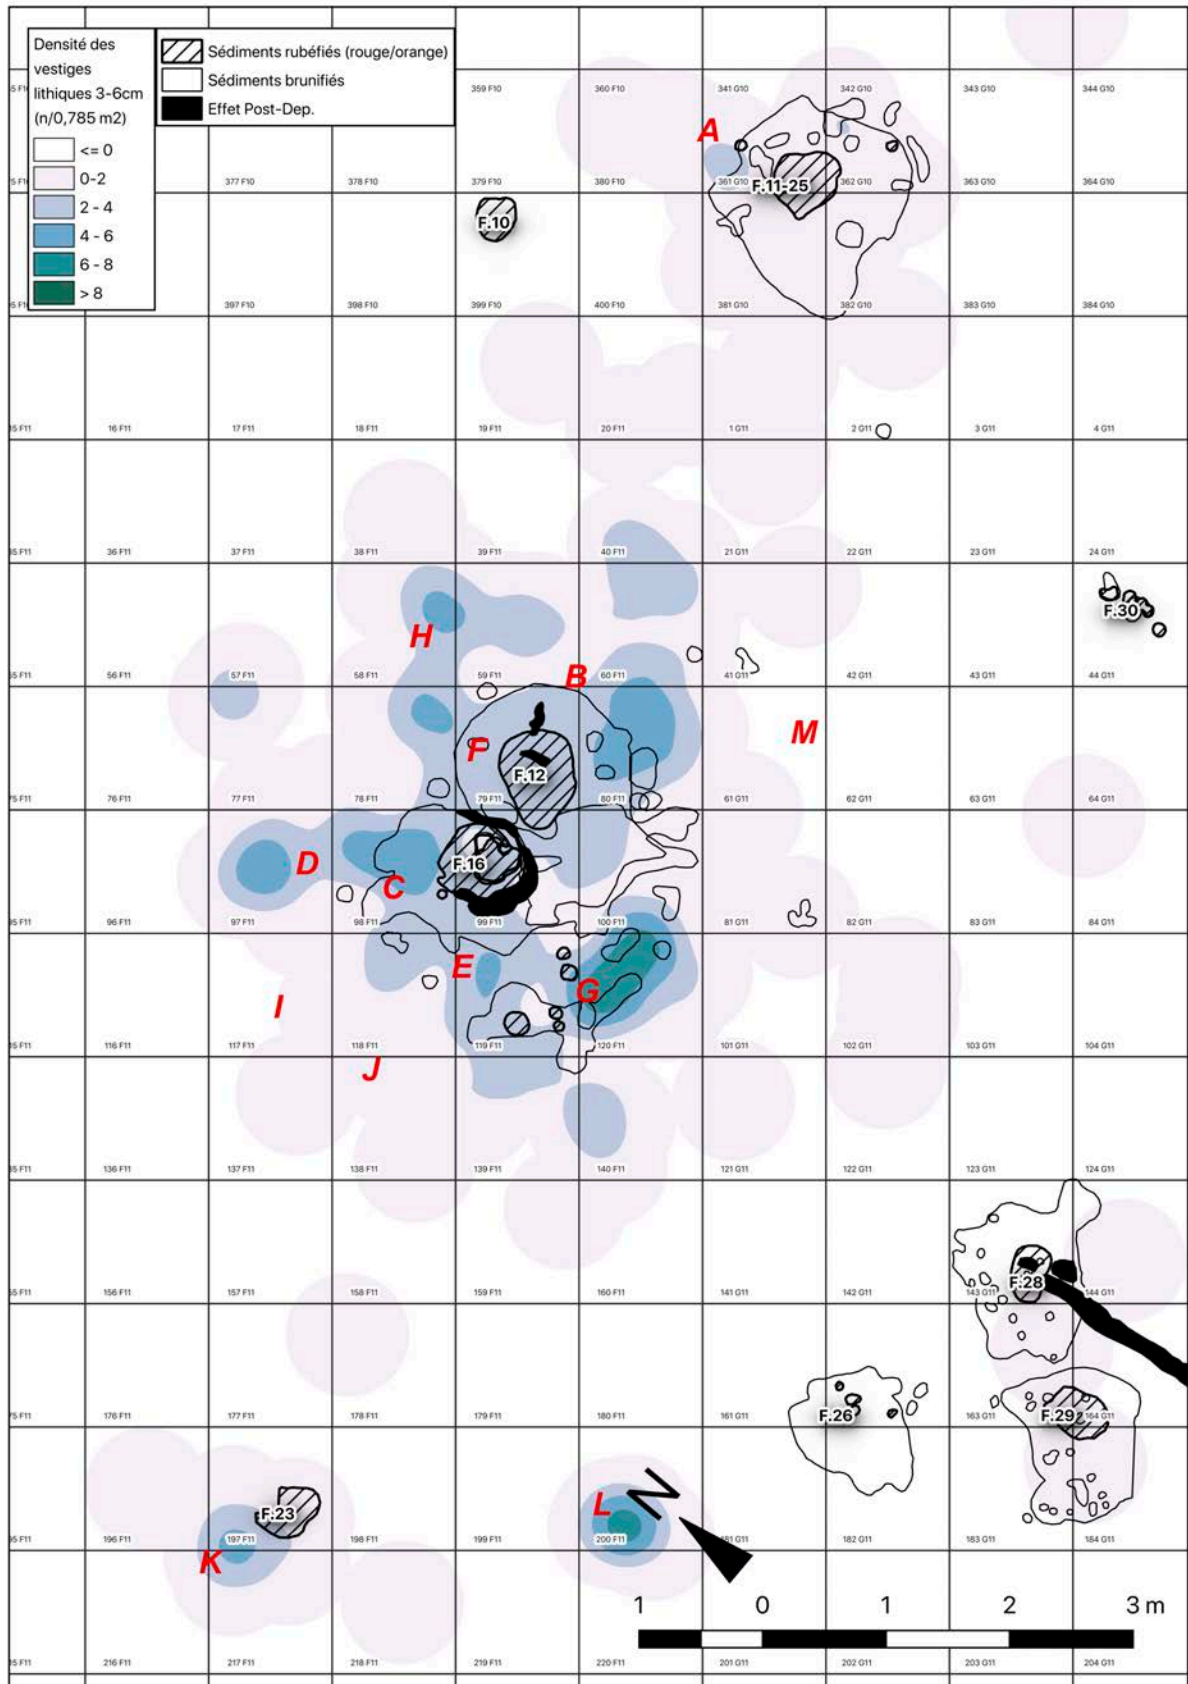 Densité des
vestiges
lithiques 3-6cm
(n/0,785 m2)
<= 0
0-2
2 - 4
4 - 6
6 - 8
> 8
Sédiments rubéfiés (rouge/orange)
Sédiments brunifiés
Effet Post-Dep.
359 F10 360 F10 341 G10 342 G10 343 G10 344 G10
A
377 F10 378 F10 379 F10 380 F10 361 G10 362 G10 363 G10 364 G10
F.11-25
F.10
397 F10 398 F10 399 F10 400 F10 381 G10 382 G10 383 G10 384 G10
16 F11 17 F11 18 F11 19 F11 20 F11 1 G11 2 G11 3 G11 4 G11
36 F11 37 F11 38 F11 39 F11 40 F11 21 G11 22 G11 23 G11 24 G11
F.30
H
56 F11 57 F11 58 F11 59 F11 60 F11 41 G11 42 G11 43 G11 44 G11
B
M
F
F.12
76 F11 77 F11 78 F11 79 F11 80 F11 61 G11 62 G11 63 G11 64 G11
D
F.16
C
96 F11 97 F11 98 F11 99 F11 100 F11 81 G11 82 G11 83 G11 84 G11
E
G
I
116 F11 117 F11 118 F11 119 F11 120 F11 101 G11 102 G11 103 G11 104 G11
J
136 F11 137 F11 138 F11 139 F11 140 F11 121 G11 122 G11 123 G11 124 G11
F.28
156 F11 157 F11 158 F11 159 F11 160 F11 141 G11 142 G11 143 G11 144 G11
F.26 F.29
176 F11 177 F11 178 F11 179 F11 180 F11 161 G11 163 G11 164 G11
L N
F.23
196 F11 197 F11 198 F11 199 F11 200 F11 181 G11 182 G11 183 G11 184 G11
K
1 0 1 2 3 m
216 F11 217 F11 218 F11 219 F11 220 F11 201 G11 202 G11 203 G11 204 G11